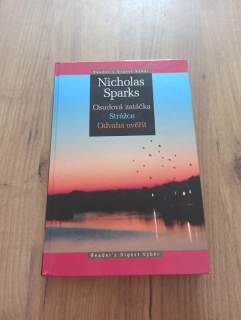 Reader's Digest Výběr
Nicholas
Sparks
Osudová zatáčka
Strážce
Odvaha uvěřit
Reader's Digest Výběr